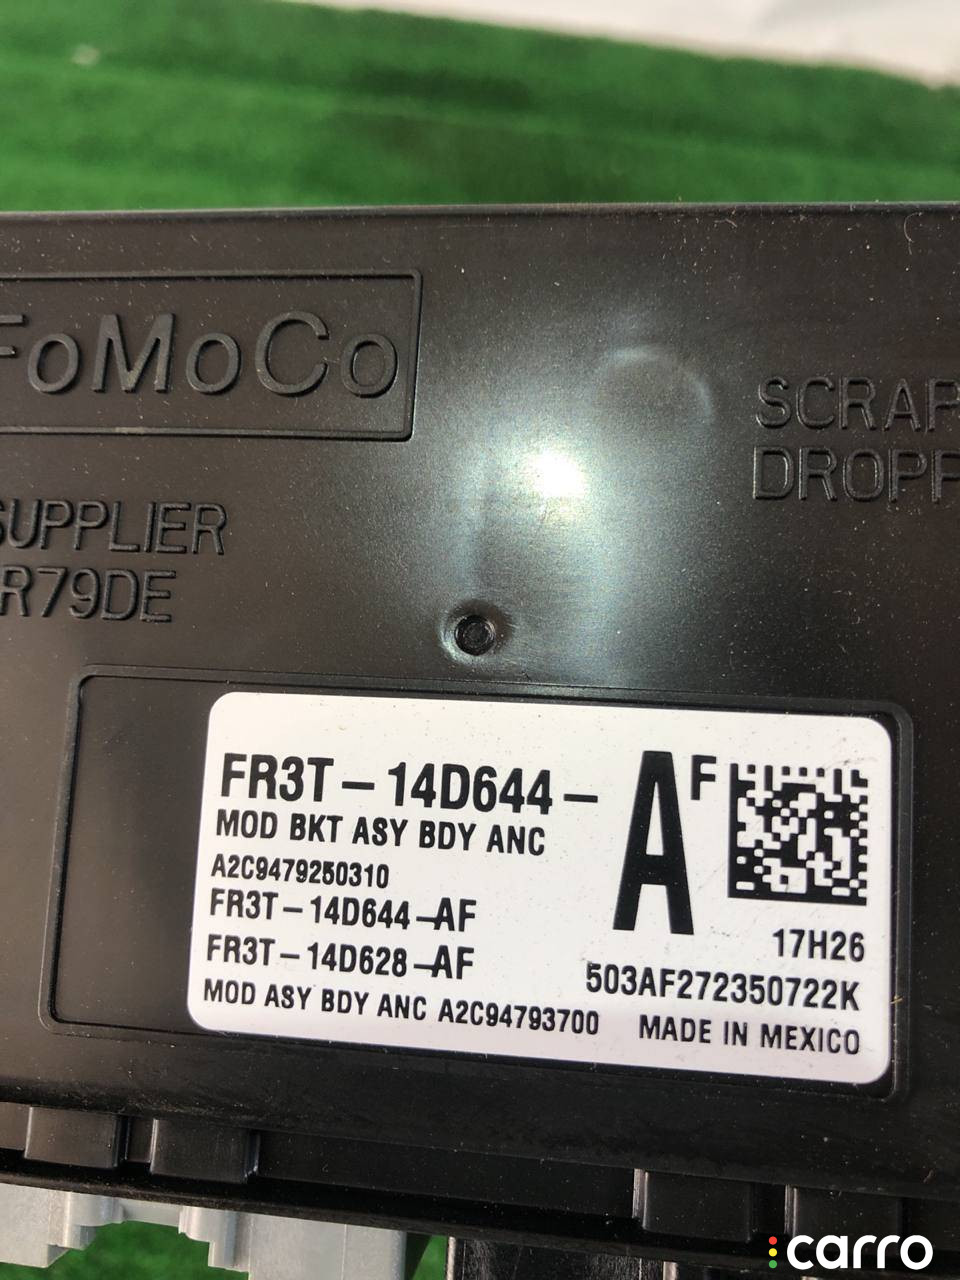 FoMoCo
SCRAP
DROPP
SUPPLIER
R79DE
FR3T-14D644-
AF
MOD BKT ASY BDY ANC
A2C9479250310
FR3T-14D644-AF
17H26
FR3T-14D628-AF
503AF272350722K
MOD ASY BDY ANC A2C94793700
MADE IN MEXICO
carro